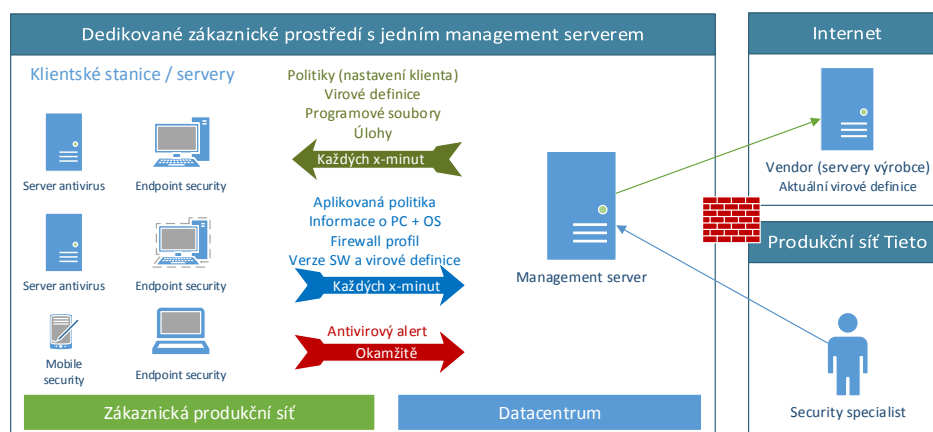 Dedikované zákaznické prostředí s jedním management serverem
Klientské stanice / servery
Server antivirus
Endpoint security
Server antivirus
Endpoint security
Mobile
security
Endpoint security
Politiky (nastavení klienta)
Virové definice
Programové soubory
Úlohy
Každých x-minut
Aplikovaná politika
Informace o PC + OS
Firewall profil
Verze SW a virové definice
Každých x-minut
Antivirový alert
Okamžitě
Management server
Zákaznická produkční síť
Datacentrum
Internet
Vendor (servery výrobce)
Aktuální virové definice
Produkční síť Tieto
Security specialist